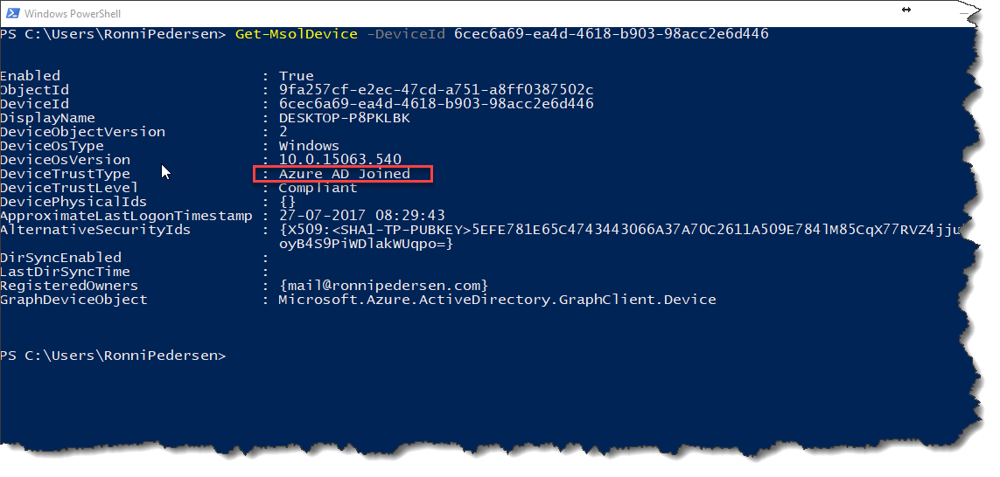 Windows PowerShell
PS C:\Users\RonniPedersen> Get-MsolDevice -DeviceId 6cec6a69-ea4d-4618-b903-98acc2e6d446
Enabled : True
ObjectId : 9fa257cf-e2ec-47cd-a751-a8ff0387502c
DeviceId : 6cec6a69-ea4d-4618-b903-98acc2e6d446
DisplayName : DESKTOP-P8PKLBK
DeviceObjectVersion : 2
DeviceOsType : Windows
DeviceOsVersion : 10.0.15063.540
DeviceTrustType : Azure AD Joined
DeviceTrustLevel : Compliant
DevicePhysicalIds : {}
ApproximateLastLogonTimestamp : 27-07-2017 08:29:43
AlternativeSecurityIds : {X509:<SHA1-TP-PUBKEY>5EFE781E65C4743443066A37A70C2611A509E784lM85CqX77RVZ4jju
oyB4S9PiWDlakWUqpo=}
DirSyncEnabled :
LastDirSyncTime :
RegisteredOwners : {mail@ronnipedersen.com}
GraphDeviceObject : Microsoft.Azure.ActiveDirectory.GraphClient.Device
PS C:\Users\RonniPedersen>